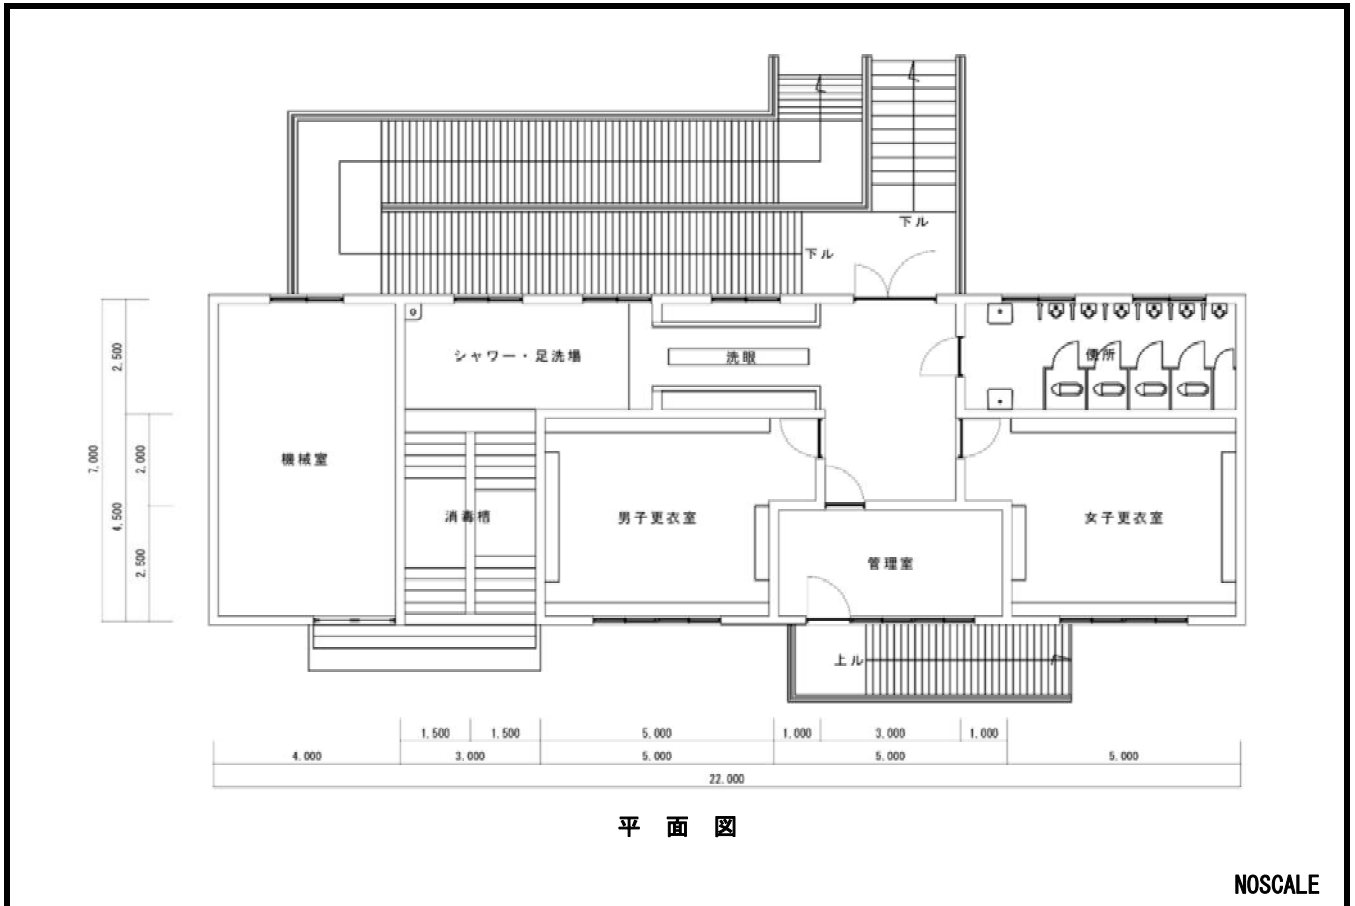 下ル
下ル
シャワー・足洗場
洗眼
便所
機械室
消毒槽
男子更衣室
女子更衣室
管理室
上ル
2,500
7,000
2,000
4,500
2,500
1,500
1,500
5,000
1,000
3,000
1,000
4,000
3,000
5,000
5,000
5,000
22,000
平面図
NOSCALE